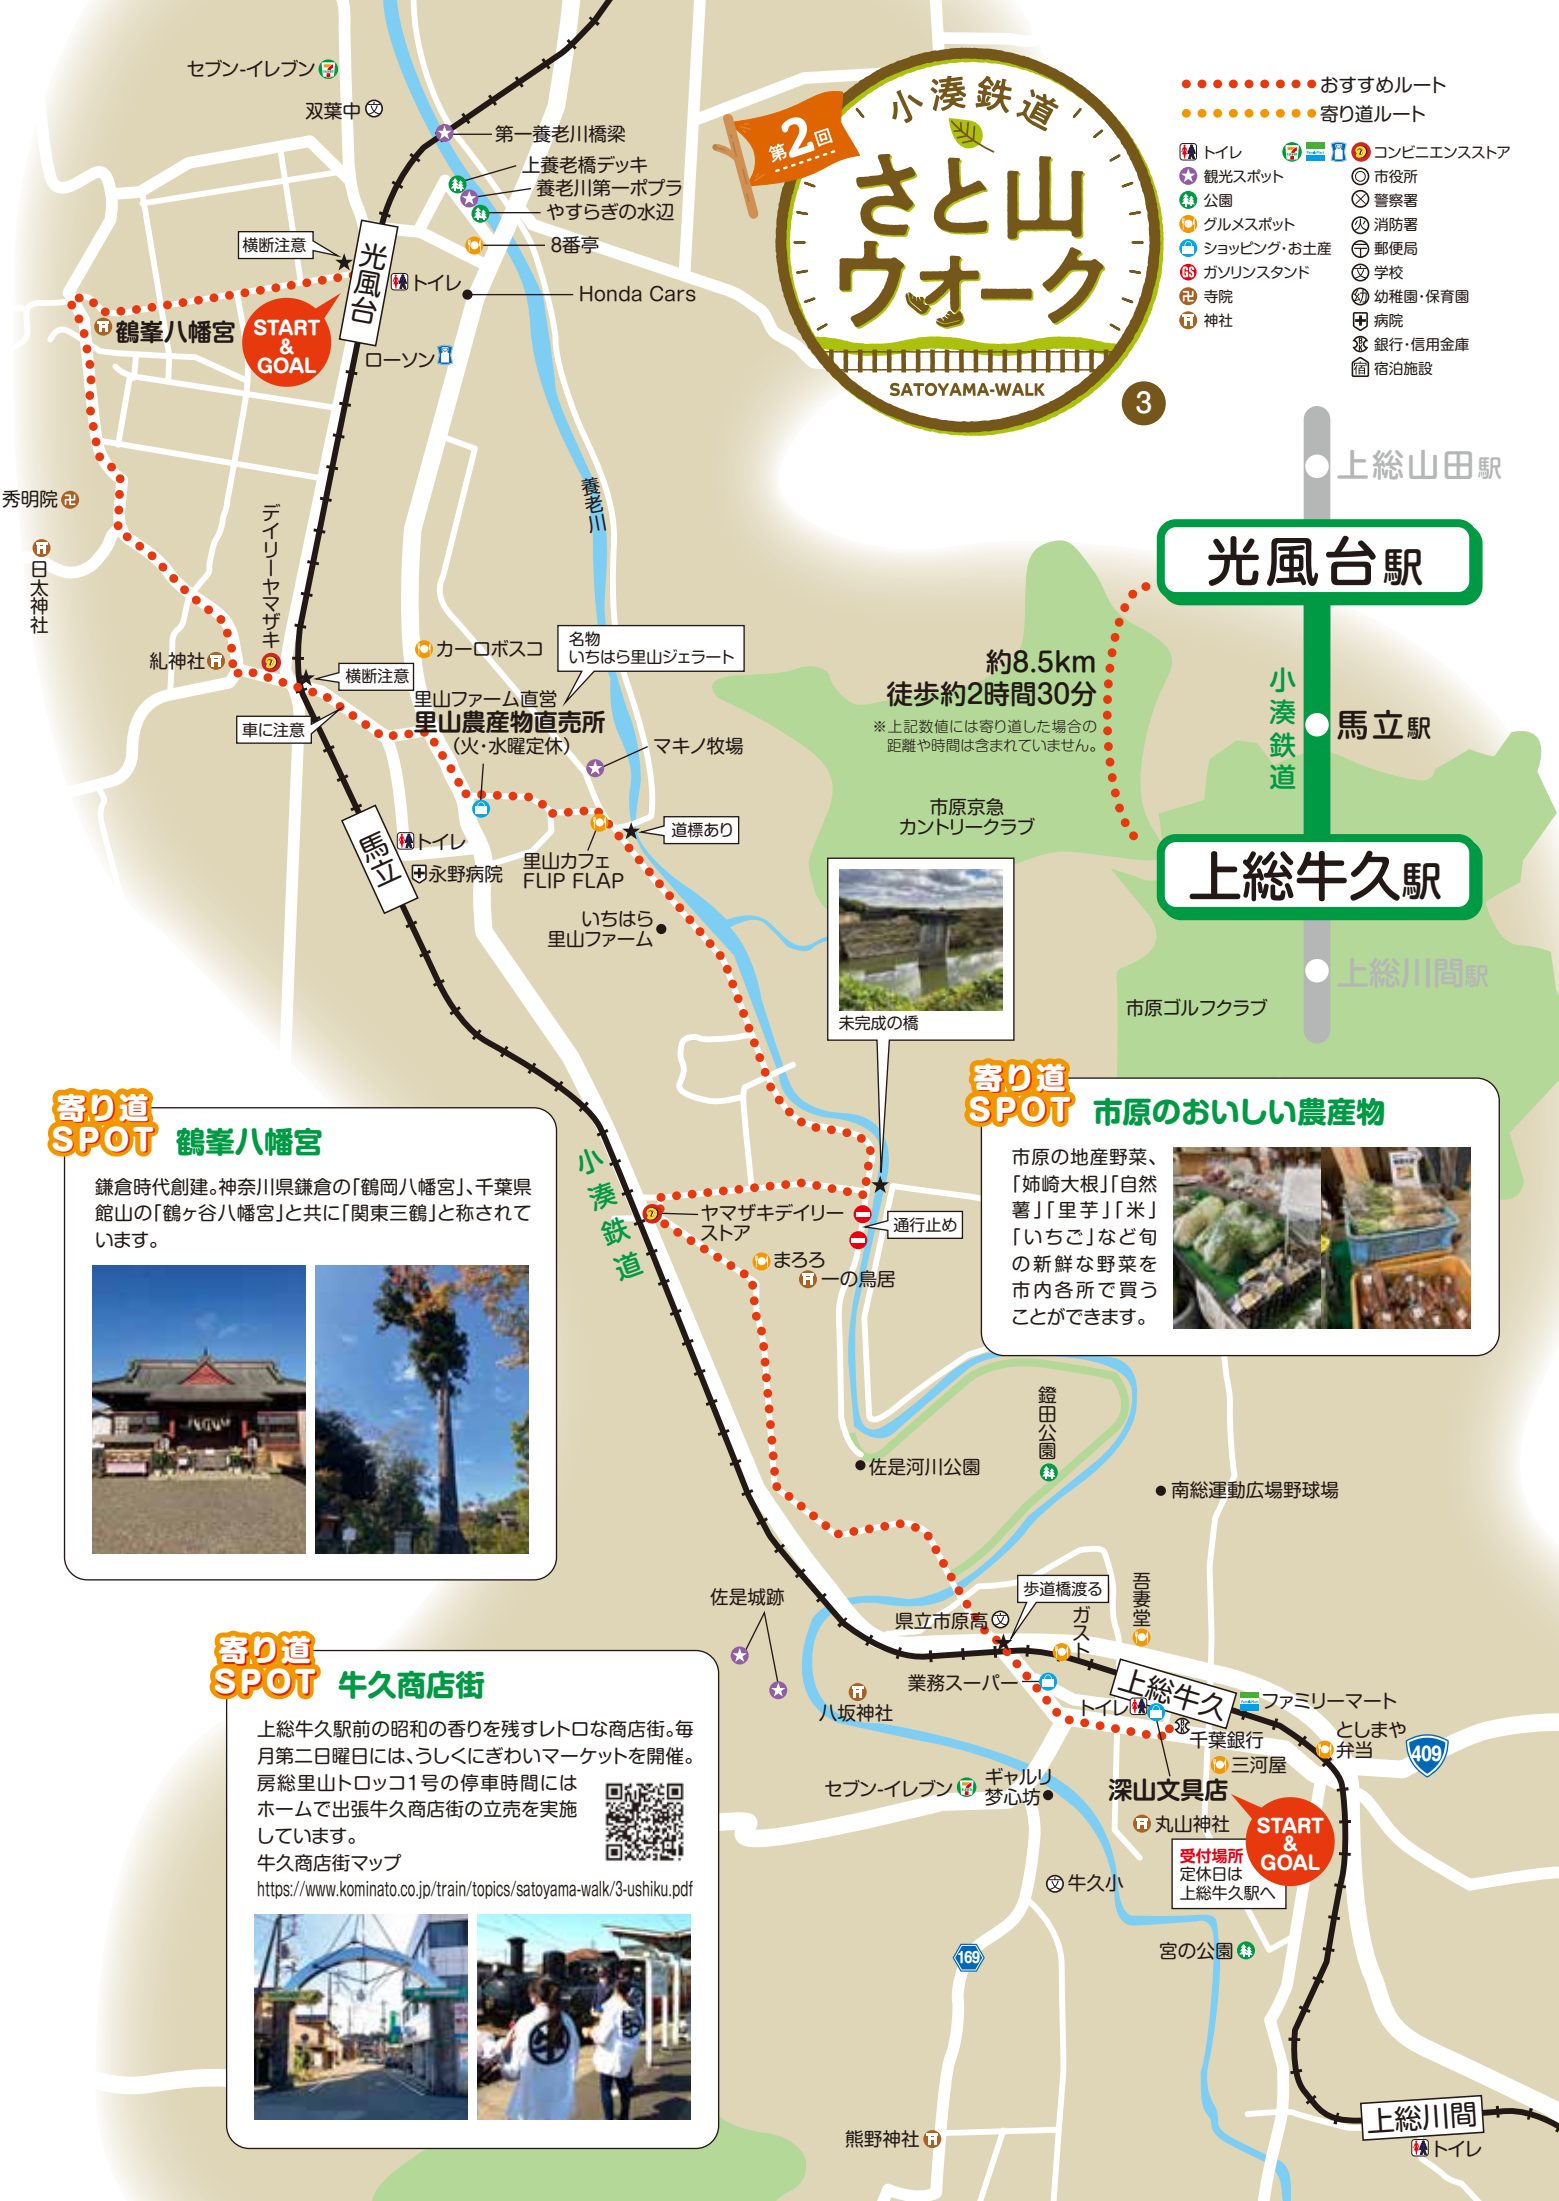 第2回
小湊鉄道
さと山
ウォーク
SATOYAMA-WALK
3
おすすめルート
寄り道ルート
トイレ
観光スポット
公園
グルメスポット
ショッピング・お土産
GS ガソリンスタンド
寺院
神社
コンビニエンスストア
市役所
警察署
消防署
郵便局
学校
幼稚園・保育園
病院
銀行・信用金庫
宿泊施設
上総山田駅
光風台駅
小湊鉄道
馬立駅
上総牛久駅
上総川間駅
約8.5km
徒歩約2時間30分
※上記数値には寄り道した場合の
距離や時間は含まれていません。
市原京急
カントリークラブ
市原ゴルフクラブ
セブン-イレブン
双葉中
第一養老川橋梁
上養老橋デッキ
養老川第一ポプラ
やすらぎの水辺
8番亭
横断注意
光風台
トイレ
Honda Cars
鶴峯八幡宮
START
&
GOAL
ローソン
養老川
秀明院
日太神社
デイリーヤマザキ
糺神社
カーロボスコ
名物
いちはら里山ジェラート
横断注意
車に注意
里山ファーム直営
里山農産物直売所
(火・水曜定休)
マキノ牧場
道標あり
馬立
トイレ
永野病院
里山カフェ
FLIP FLAP
いちはら
里山ファーム
未完成の橋
寄り道
SPOT
鶴峯八幡宮
鎌倉時代創建。神奈川県鎌倉の「鶴岡八幡宮」、千葉県
館山の「鶴ヶ谷八幡宮」と共に「関東三鶴」と称されて
います。
寄り道
SPOT
市原のおいしい農産物
市原の地産野菜、
「姉崎大根」「自然
薯」「里芋」「米」
「いちご」など旬
の新鮮な野菜を
市内各所で買う
ことができます。
小湊鉄道
ヤマザキデイリー
ストア
通行止め
まろろ
一の鳥居
鐙田公園
佐是河川公園
南総運動広場野球場
佐是城跡
県立市原高
歩道橋渡る
ガスト
吾妻堂
業務スーパー
八坂神社
トイレ
上総牛久
ファミリーマート
千葉銀行
としまや
弁当
409
三河屋
セブン-イレブン
ギャルリ
梦心坊
深山文具店
丸山神社
START
&
GOAL
受付場所
定休日は
上総牛久駅へ
牛久小
宮の公園
169
熊野神社
上総川間
トイレ
寄り道
SPOT
牛久商店街
上総牛久駅前の昭和の香りを残すレトロな商店街。毎
月第二日曜日には、うしくにぎわいマーケットを開催。
房総里山トロッコ1号の停車時間には
ホームで出張牛久商店街の立売を実施
しています。
牛久商店街マップ
https://www.kominato.co.jp/train/topics/satoyama-walk/3-ushiku.pdf